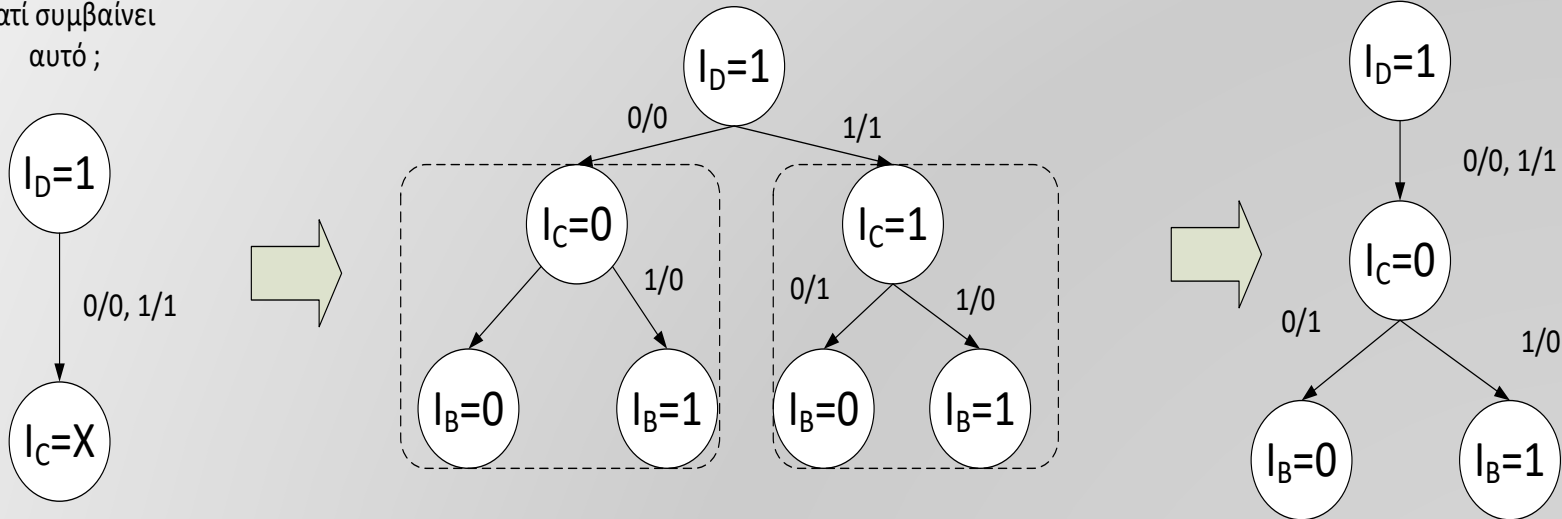 συμβαίνει
αυτό ;
I_D=1
0/0, 1/1
I_C=X
I_D=1
0/0
1/1
I_C=0
I_C=1
1/0
0/1
1/0
I_B=0
I_B=1
I_B=0
I_B=1
I_D=1
0/0, 1/1
I_C=0
0/1
1/0
I_B=0
I_B=1